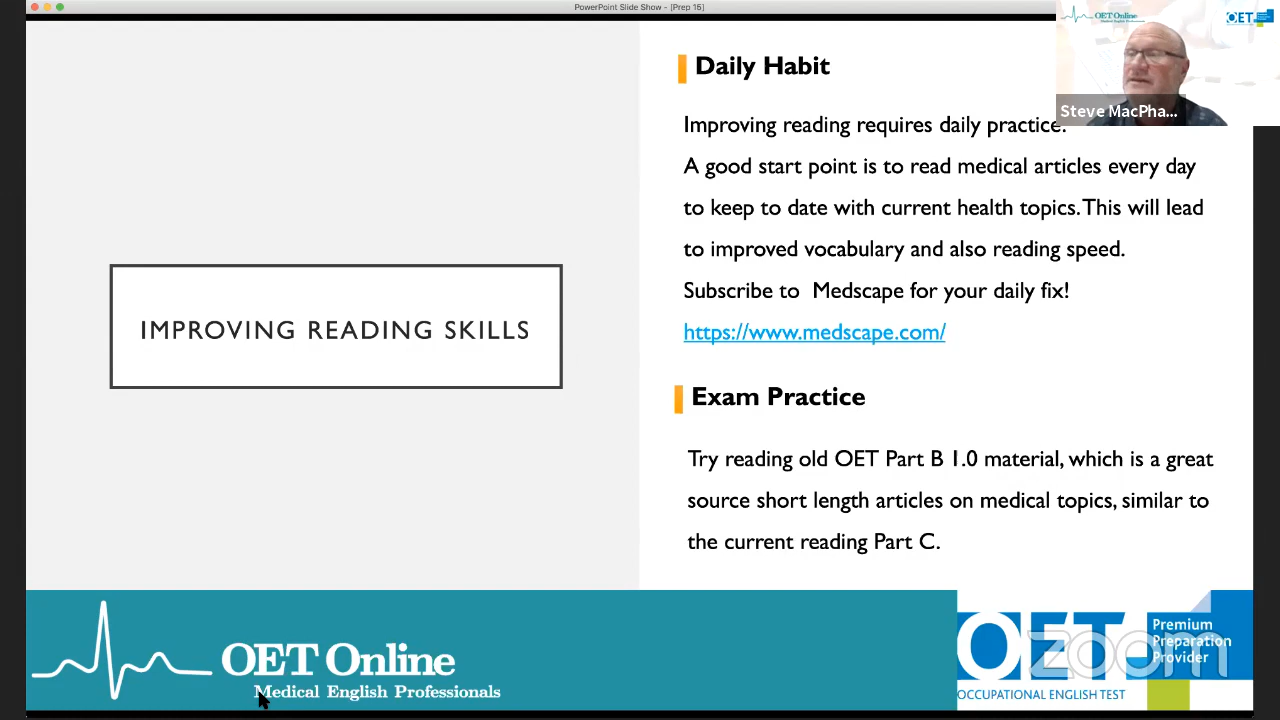 PowerPoint Slide Show - [Prep 15]
OET Online
OET
Steve MacPha...
Daily Habit
Improving reading requires daily practice.
A good start point is to read medical articles every day
to keep to date with current health topics. This will lead
to improved vocabulary and also reading speed.
Subscribe to Medscape for your daily fix!
https://www.medscape.com/
IMPROVING READING SKILLS
Exam Practice
Try reading old OET Part B 1.0 material, which is a great
source short length articles on medical topics, similar to
the current reading Part C.
OET Online
Medical English Professionals
OET
Premium
Preparation
Provider
zoom
OCCUPATIONAL ENGLISH TEST